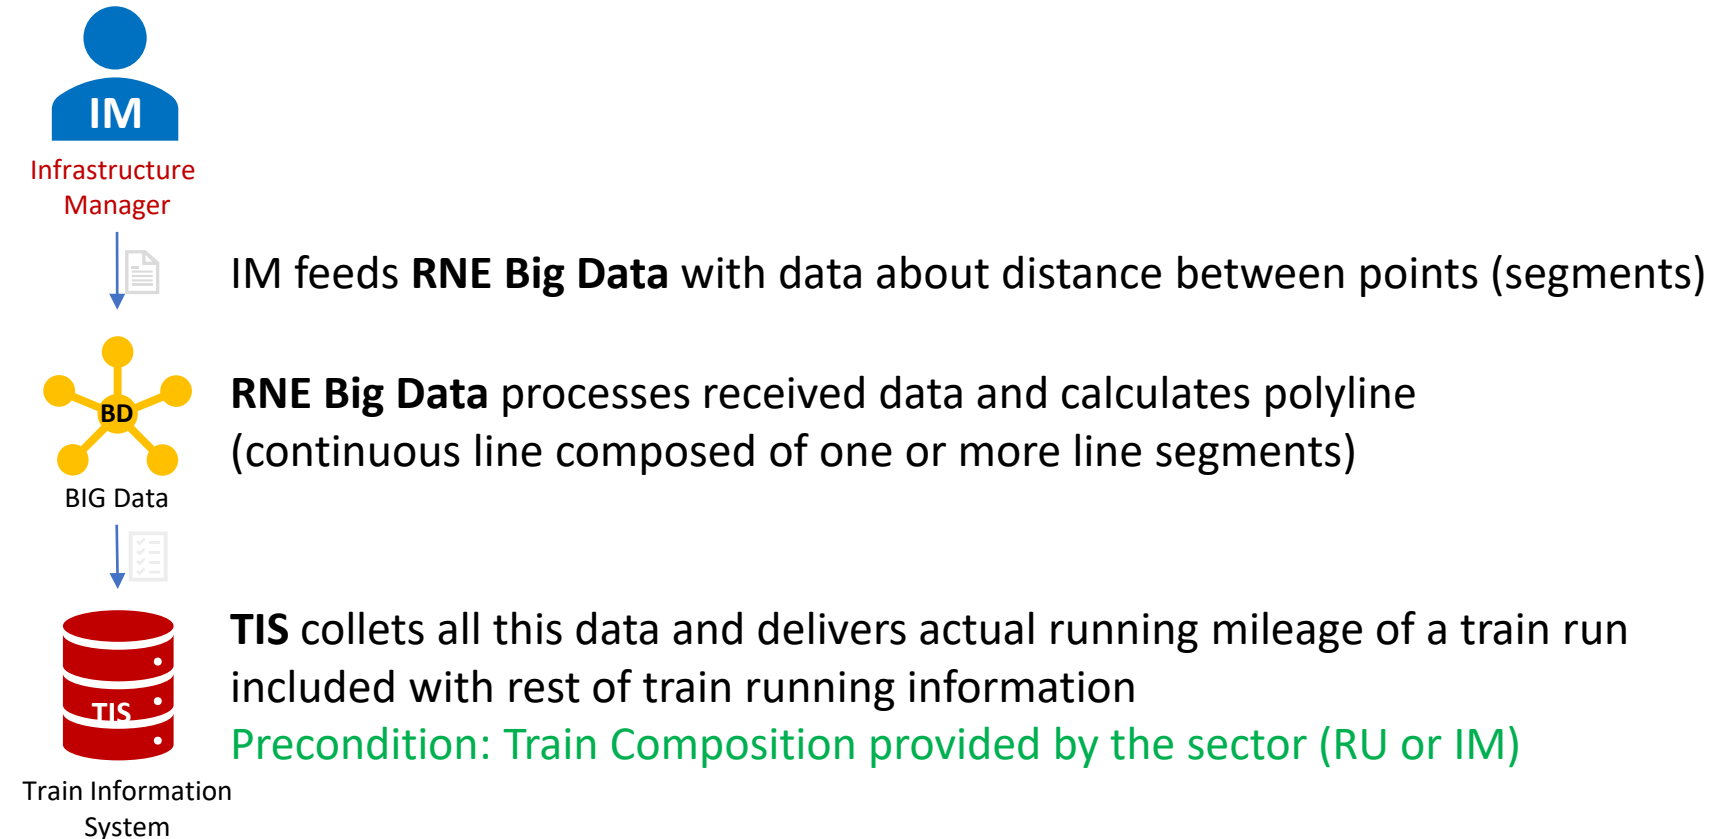 IM
Infrastructure
Manager
IM feeds RNE Big Data with data about distance between points (segments)
BD
RNE Big Data processes received data and calculates polyline
(continuous line composed of one or more line segments)
BIG Data
TIS collets all this data and delivers actual running mileage of a train run
included with rest of train running information
TIS
Precondition: Train Composition provided by the sector (RU or IM)
Train Information
System